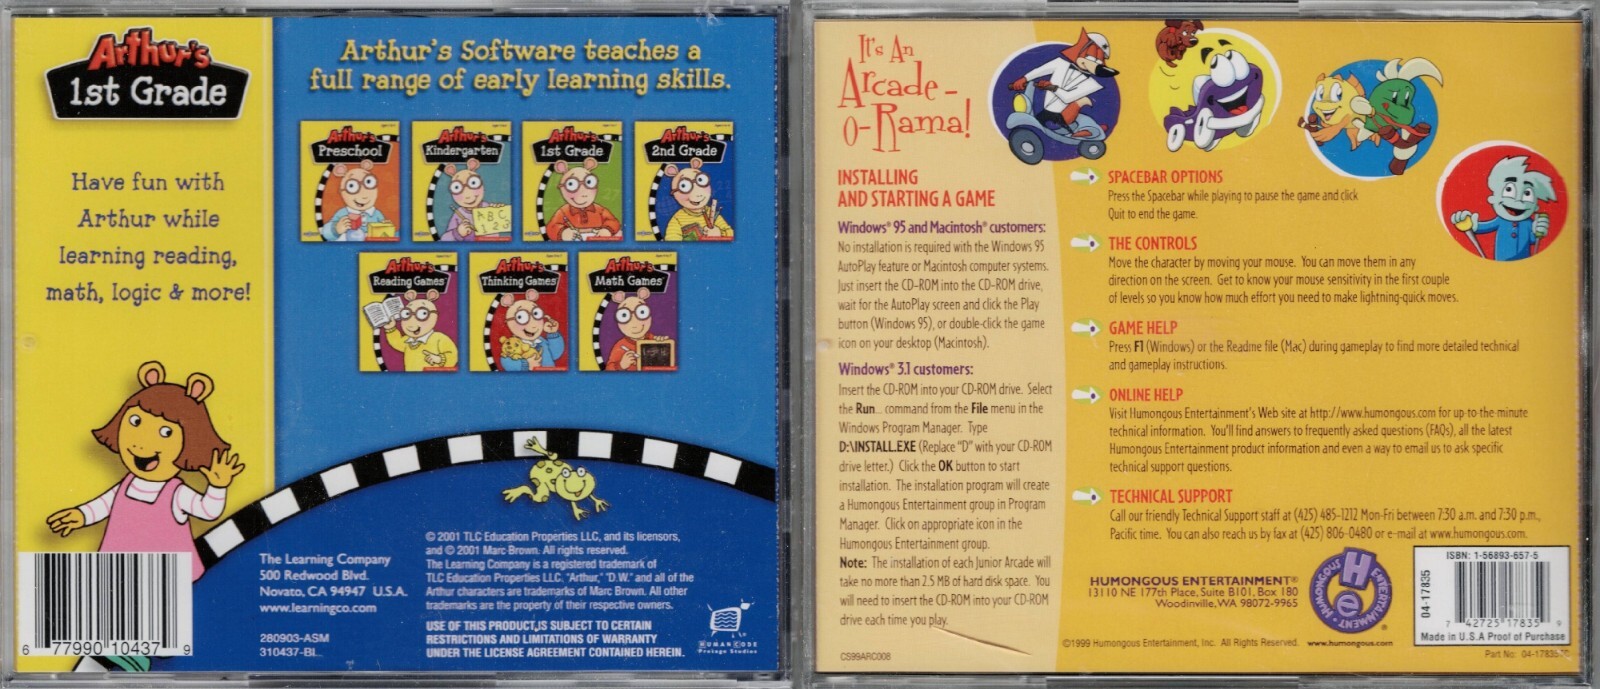 Arthur's
1st Grade
Have fun with
Arthur while
learning reading,
math, logic & more!
Arthur's Software teaches a
full range of early learning skills.
Arthur's
Preschool
Arthur's
Kindergarten
Arthur's
1st Grade
Arthur's
2nd Grade
Arthur's
Reading Games
Arthur's
Thinking Games
Arthur's
Math Games
6 77990 10437 9
The Learning Company
500 Redwood Blvd.
Novato, CA 94947 U.S.A.
www.learningco.com
280903-ASM
310437-BL
© 2001 TLC Education Properties LLC, and its licensors,
and © 2001 Marc Brown. All rights reserved.
The Learning Company is a registered trademark of
TLC Education Properties LLC. "Arthur," "D.W." and all of the
Arthur characters are trademarks of Marc Brown. All other
trademarks are the property of their respective owners.
USE OF THIS PRODUCT IS SUBJECT TO CERTAIN
RESTRICTIONS AND LIMITATIONS OF WARRANTY
UNDER THE LICENSE AGREEMENT CONTAINED HEREIN.
HUMANCODE
Protege Studios
It's An
Arcade-
O-Rama!
INSTALLING
AND STARTING A GAME
Windows® 95 and Macintosh® customers:
No installation is required with the Windows 95
AutoPlay feature or Macintosh computer systems.
Just insert the CD-ROM into the CD-ROM drive,
wait for the AutoPlay screen and click the Play
button (Windows 95), or double-click the game
icon on your desktop (Macintosh).
Windows® 3.1 customers:
Insert the CD-ROM into your CD-ROM drive. Select
the Run... command from the File menu in the
Windows Program Manager. Type
D:\INSTALL.EXE (Replace "D" with your CD-ROM
drive letter.) Click the OK button to start
installation. The installation program will create
a Humongous Entertainment group in Program
Manager. Click on appropriate icon in the
Humongous Entertainment group.
Note: The installation of each Junior Arcade will
take no more than 2.5 MB of hard disk space. You
will need to insert the CD-ROM into your CD-ROM
drive each time you play.
CS99ARC008
SPACEBAR OPTIONS
Press the Spacebar while playing to pause the game and click
Quit to end the game.
THE CONTROLS
Move the character by moving your mouse. You can move them in any
direction on the screen. Get to know your mouse sensitivity in the first couple
of levels so you know how much effort you need to make lightning-quick moves.
GAME HELP
Press F1 (Windows) or the Readme file (Mac) during gameplay to find more detailed technical
and gameplay instructions.
ONLINE HELP
Visit Humongous Entertainment's Web site at http://www.humongous.com for up-to-the-minute
technical information. You'll find answers to frequently asked questions (FAQs), all the latest
Humongous Entertainment product information and even a way to email us to ask specific
technical support questions.
TECHNICAL SUPPORT
Call our friendly Technical Support staff at (425) 485-1212 Mon-Fri between 7:30 a.m. and 7:30 p.m.,
Pacific time. You can also reach us by fax at (425) 806-0480 or e-mail at www.humongous.com.
HUMONGOUS ENTERTAINMENT®
13110 NE 177th Place, Suite B101, Box 180
Woodinville, WA 98072-9965
HUMONGOUS ENTERTAINMENT
He
©1999 Humongous Entertainment, Inc. All Rights Reserved. www.humongous.com
ISBN: 1-56893-657-5
04-17835
7 42725 17835 9
Made in U.S.A Proof of Purchase
Part No: 04-17835